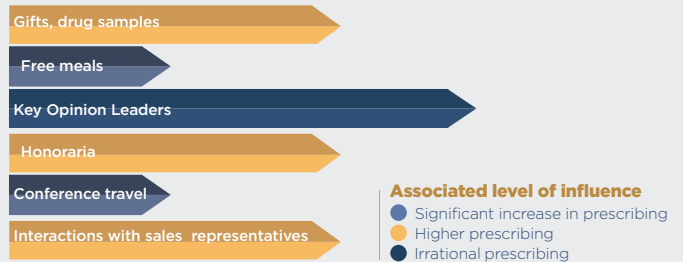 Gifts, drug samples
Free meals
Key Opinion Leaders
Honoraria
Conference travel
Interactions with sales representatives
Associated level of influence
Significant increase in prescribing
Higher prescribing
Irrational prescribing